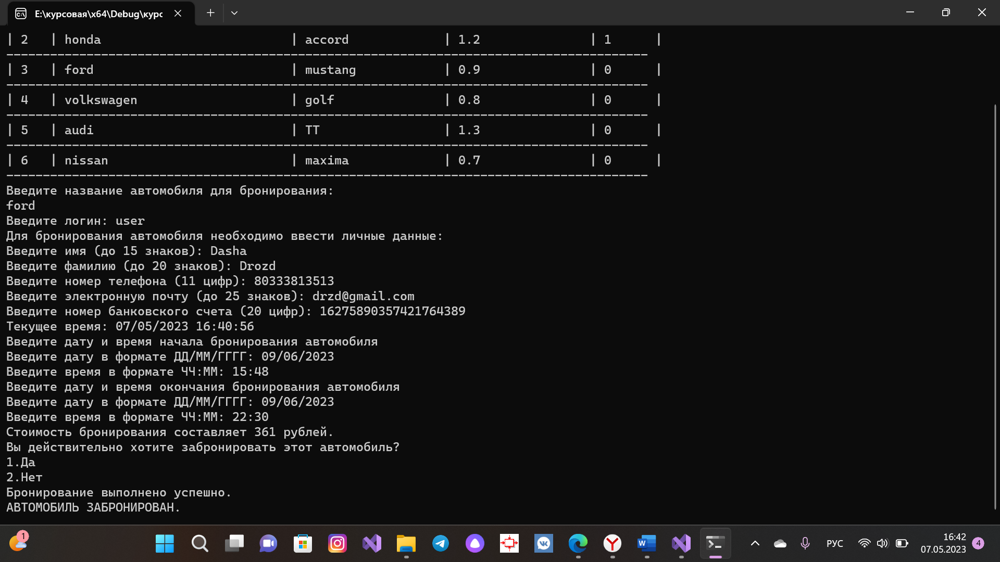 E:\курсовая\x64\Debug\курс
| 2 | honda | accord | 1.2 | 1 |
----------------------------------------------------------------------------------------
| 3 | ford | mustang | 0.9 | 0 |
----------------------------------------------------------------------------------------
| 4 | volkswagen | golf | 0.8 | 0 |
----------------------------------------------------------------------------------------
| 5 | audi | TT | 1.3 | 0 |
----------------------------------------------------------------------------------------
| 6 | nissan | maxima | 0.7 | 0 |
----------------------------------------------------------------------------------------
Введите название автомобиля для бронирования:
ford
Введите логин: user
Для бронирования автомобиля необходимо ввести личные данные:
Введите имя (до 15 знаков): Dasha
Введите фамилию (до 20 знаков): Drozd
Введите номер телефона (11 цифр): 80333813513
Введите электронную почту (до 25 знаков): drzd@gmail.com
Введите номер банковского счета (20 цифр): 16275890357421764389
Текущее время: 07/05/2023 16:40:56
Введите дату и время начала бронирования автомобиля
Введите дату в формате ДД/ММ/ГГГГ: 09/06/2023
Введите время в формате ЧЧ:ММ: 15:48
Введите дату и время окончания бронирования автомобиля
Введите дату в формате ДД/ММ/ГГГГ: 09/06/2023
Введите время в формате ЧЧ:ММ: 22:30
Стоимость бронирования составляет 361 рублей.
Вы действительно хотите забронировать этот автомобиль?
1.Да
2.Нет
Бронирование выполнено успешно.
АВТОМОБИЛЬ ЗАБРОНИРОВАН.
1
РУС
16:42
07.05.2023
4